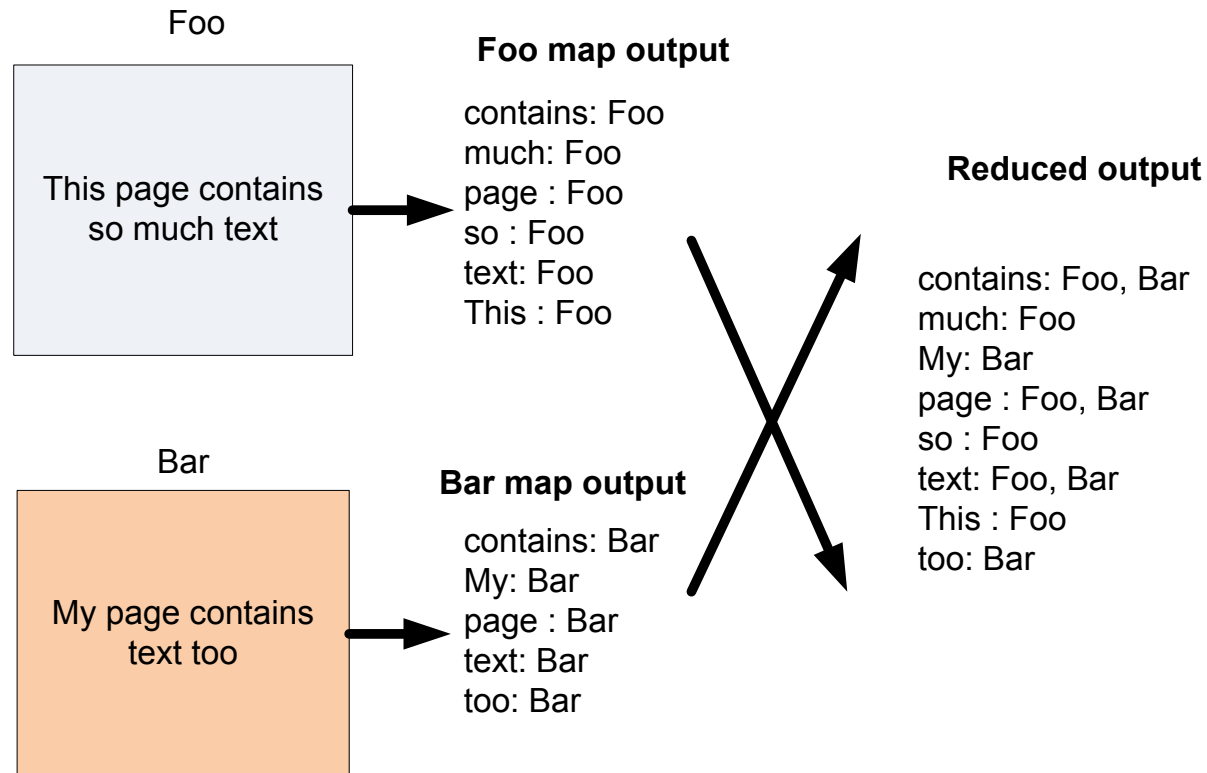 Foo
This page contains
so much text
Foo map output
contains: Foo
much: Foo
page : Foo
so : Foo
text: Foo
This : Foo
Bar
My page contains
text too
Bar map output
contains: Bar
My: Bar
page : Bar
text: Bar
too: Bar
Reduced output
contains: Foo, Bar
much: Foo
My: Bar
page : Foo, Bar
so : Foo
text: Foo, Bar
This : Foo
too: Bar